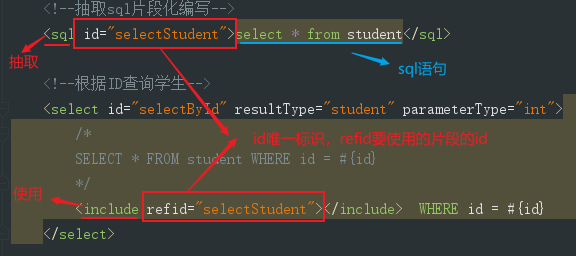 <!--抽取sql片段化编写-->
<sql id="selectStudent">select * from student</sql>
抽取
sql语句
<!--根据ID查询学生-->
<select id="selectById" resultType="student" parameterType="int">
/*
id唯一标识，refid要使用的片段的id
SELECT * FROM student WHERE id = #{id}
*/
使用
<include refid="selectStudent"></include> WHERE id = #{id}
</select>